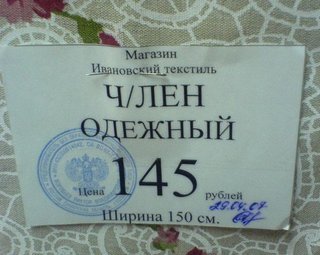 Магазин
Ивановский текстиль
Ч/ЛЕН
ОДЕЖНЫЙ
Цена 145 рублей
29.04.07
Ширина 150 см.